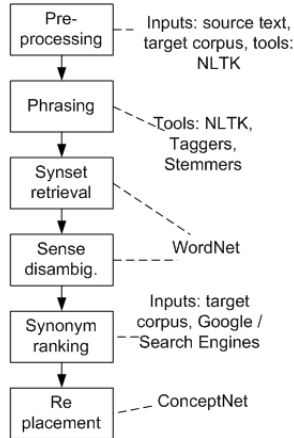 Pre-
processing
Inputs: source text,
target corpus, tools:
NLTK
Phrasing
Tools: NLTK,
Taggers,
Stemmers
Synset
retrieval
WordNet
Sense
disambig.
Inputs: target
corpus, Google /
Search Engines
Synonym
ranking
Re
placement
ConceptNet